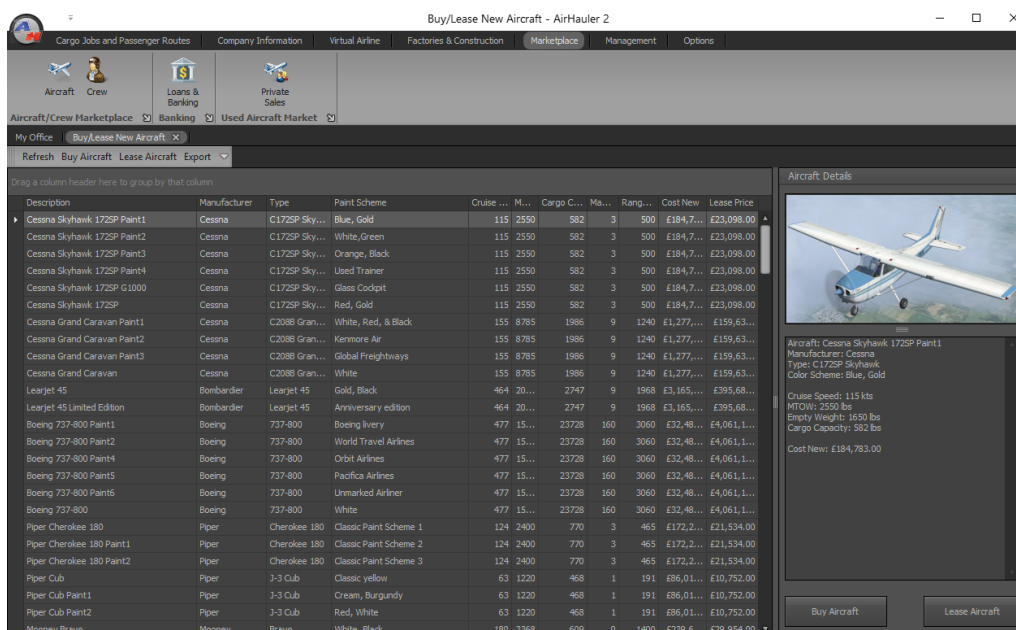 Buy/Lease New Aircraft - AirHauler 2
Cargo Jobs and Passenger Routes Company Information Virtual Airline Factories & Construction Marketplace Management Options
Aircraft Crew Loans & Banking Private Sales
Aircraft/Crew Marketplace Banking Used Aircraft Market
My Office Buy/Lease New Aircraft
Refresh Buy Aircraft Lease Aircraft Export
Drag a column header here to group by that column
Description Manufacturer Type Paint Scheme Cruise ... M... Cargo C... Ma... Rang... Cost New Lease Price
Cessna Skyhawk 172SP Paint1 Cessna C172SP Sky... Blue, Gold 115 2550 582 3 500 £184,7... £23,098.00
Cessna Skyhawk 172SP Paint2 Cessna C172SP Sky... White,Green 115 2550 582 3 500 £184,7... £23,098.00
Cessna Skyhawk 172SP Paint3 Cessna C172SP Sky... Orange, Black 115 2550 582 3 500 £184,7... £23,098.00
Cessna Skyhawk 172SP Paint4 Cessna C172SP Sky... Used Trainer 115 2550 582 3 500 £184,7... £23,098.00
Cessna Skyhawk 172SP G1000 Cessna C172SP Sky... Glass Cockpit 115 2550 582 3 500 £184,7... £23,098.00
Cessna Skyhawk 172SP Cessna C172SP Sky... Red, Gold 115 2550 582 3 500 £184,7... £23,098.00
Cessna Grand Caravan Paint1 Cessna C208B Gran... White, Red, & Black 155 8785 1986 9 1240 £1,277,... £159,63...
Cessna Grand Caravan Paint2 Cessna C208B Gran... Kenmore Air 155 8785 1986 9 1240 £1,277,... £159,63...
Cessna Grand Caravan Paint3 Cessna C208B Gran... Global Freightways 155 8785 1986 9 1240 £1,277,... £159,63...
Cessna Grand Caravan Cessna C208B Gran... White 155 8785 1986 9 1240 £1,277,... £159,63...
Learjet 45 Bombardier Learjet 45 Gold, Black 464 20... 2747 9 1968 £3,165,... £395,68...
Learjet 45 Limited Edition Bombardier Learjet 45 Anniversary edition 464 20... 2747 9 1968 £3,165,... £395,68...
Boeing 737-800 Paint1 Boeing 737-800 Boeing livery 477 15... 23728 160 3060 £32,48... £4,061,1...
Boeing 737-800 Paint2 Boeing 737-800 World Travel Airlines 477 15... 23728 160 3060 £32,48... £4,061,1...
Boeing 737-800 Paint4 Boeing 737-800 Orbit Airlines 477 15... 23728 160 3060 £32,48... £4,061,1...
Boeing 737-800 Paint5 Boeing 737-800 Pacifica Airlines 477 15... 23728 160 3060 £32,48... £4,061,1...
Boeing 737-800 Paint6 Boeing 737-800 Unmarked Airliner 477 15... 23728 160 3060 £32,48... £4,061,1...
Boeing 737-800 Boeing 737-800 White 477 15... 23728 160 3060 £32,48... £4,061,1...
Piper Cherokee 180 Piper Cherokee 180 Classic Paint Scheme 1 124 2400 770 3 465 £172,2... £21,534.00
Piper Cherokee 180 Paint1 Piper Cherokee 180 Classic Paint Scheme 2 124 2400 770 3 465 £172,2... £21,534.00
Piper Cherokee 180 Paint2 Piper Cherokee 180 Classic Paint Scheme 3 124 2400 770 3 465 £172,2... £21,534.00
Piper Cub Piper J-3 Cub Classic yellow 63 1220 468 1 191 £86,01... £10,752.00
Piper Cub Paint1 Piper J-3 Cub Cream, Burgundy 63 1220 468 1 191 £86,01... £10,752.00
Piper Cub Paint2 Piper J-3 Cub Red, White 63 1220 468 1 191 £86,01... £10,752.00
Mooney Bravo Mooney Bravo White, Black 180 3368 609 0 1400 £239,6... £29,954.00
Aircraft Details
Aircraft: Cessna Skyhawk 172SP Paint1
Manufacturer: Cessna
Type: C172SP Skyhawk
Color Scheme: Blue, Gold
Cruise Speed: 115 kts
MTOW: 2550 lbs
Empty Weight: 1650 lbs
Cargo Capacity: 582 lbs
Cost New: £184,783.00
Buy Aircraft Lease Aircraft